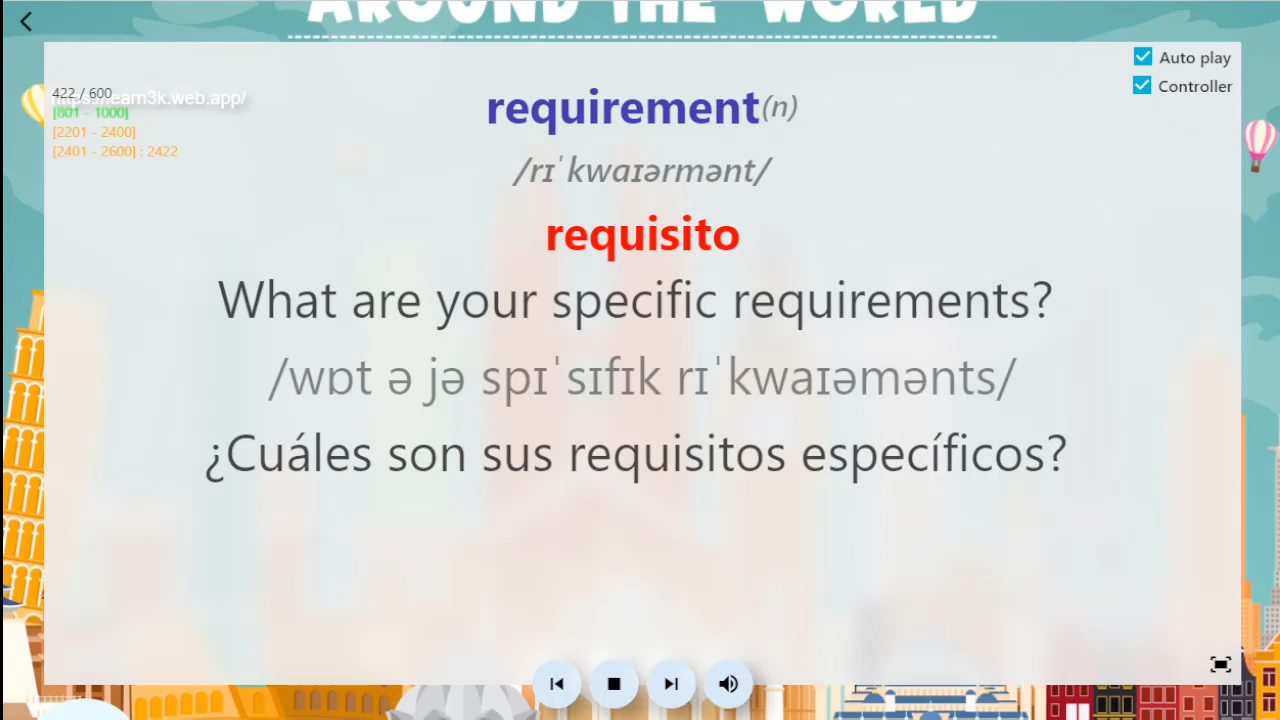 AROUND THE WORLD
Auto play
Controller
422 / 600
https://learn3k.web.app/
[801 - 1000]
[2201 - 2400]
[2401 - 2600] : 2422
requirement(n)
/rɪˈkwaɪərmənt/
requisito
What are your specific requirements?
/wɒt ə jə spɪˈsɪfɪk rɪˈkwaɪəmənts/
¿Cuáles son sus requisitos específicos?